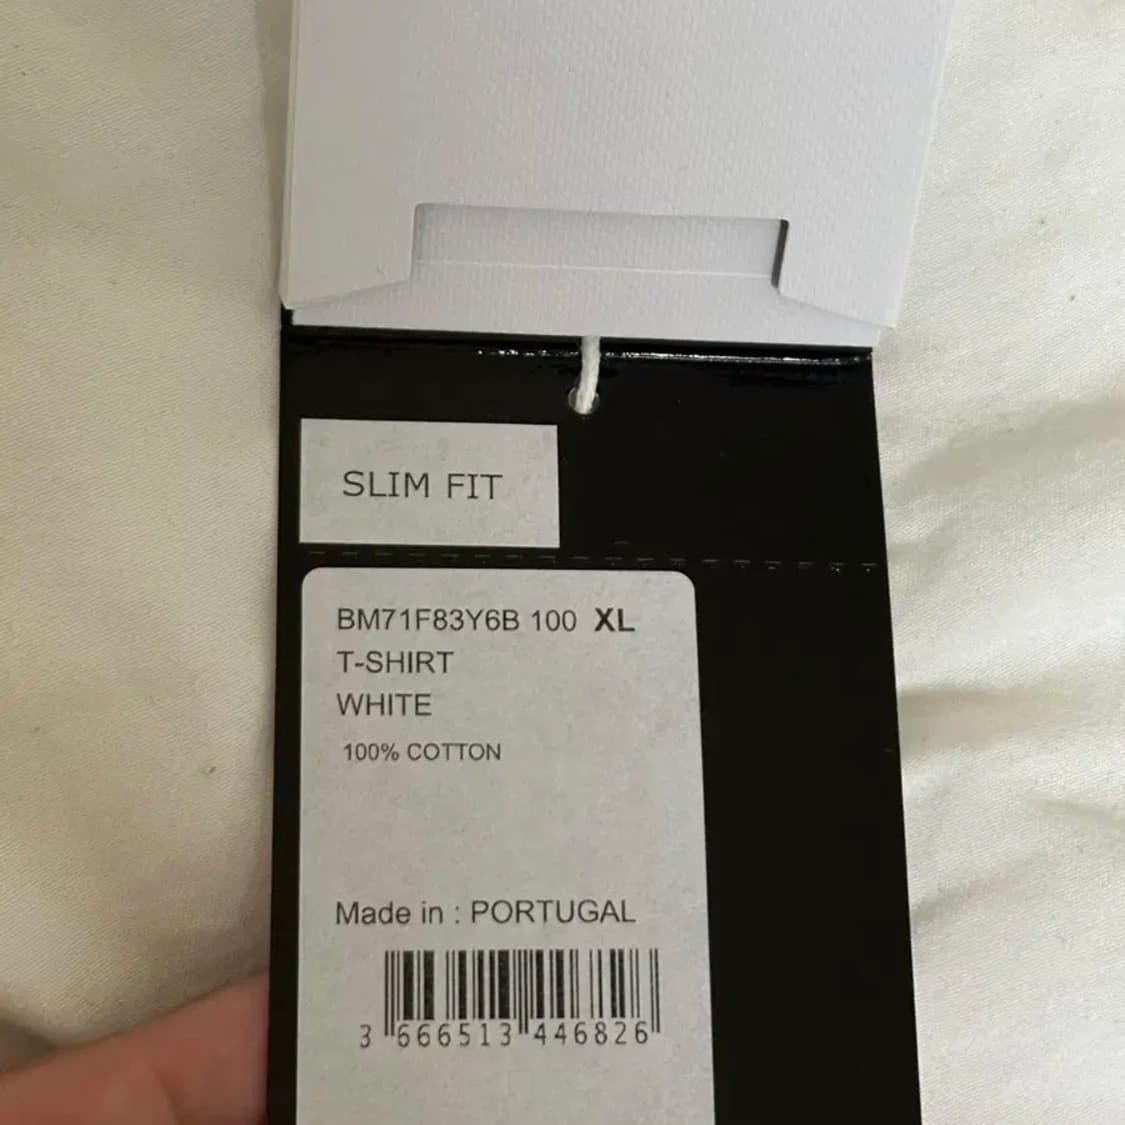 SLIM FIT
BM71F83Y6B 100 XL
T-SHIRT
WHITE
100% COTTON
Made in : PORTUGAL
3 666513 446826